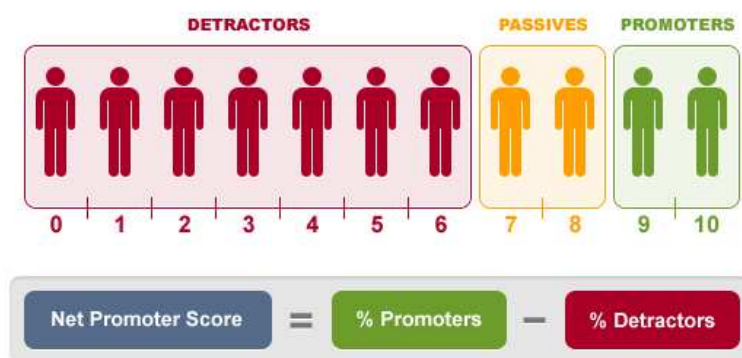 DETRACTORS PASSIVES PROMOTERS
0 1 2 3 4 5 6 7 8 9 10
Net Promoter Score = % Promoters - % Detractors